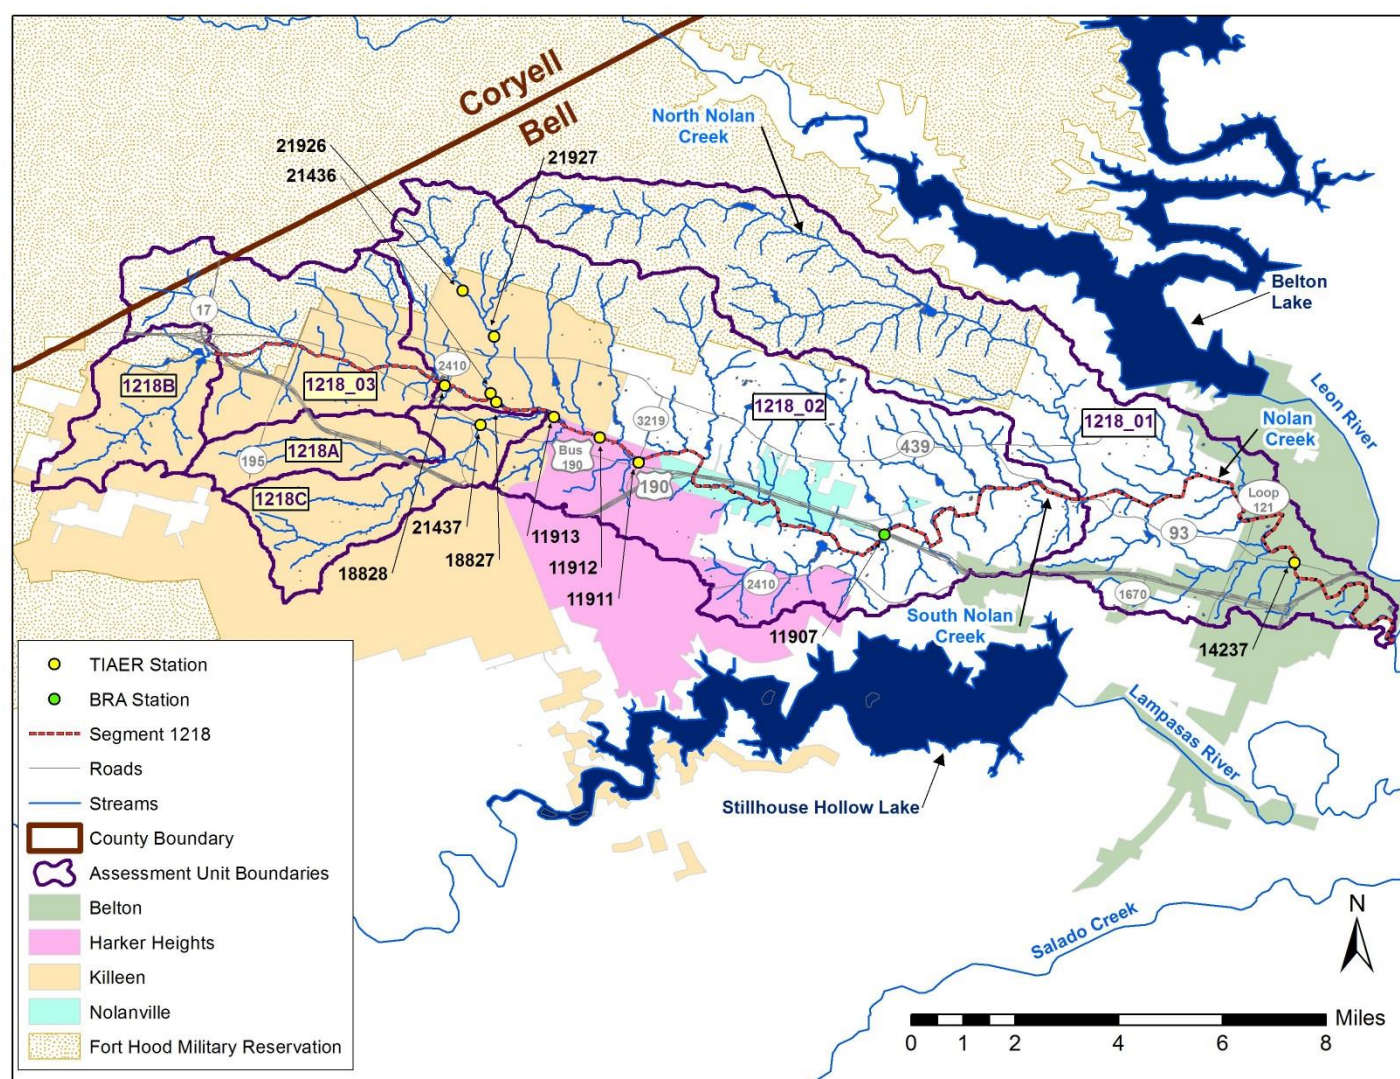 Coryell
Bell
North Nolan
Creek
21926
21436
21927
Belton
Lake
Leon River
17
2410
1218B
1218_03
1218_02
1218_01
3219
439
Nolan
Creek
195
1218A
Bus
190
190
Loop
121
1218C
93
21437
11913
18827
18828
11912
11911
2410
1670
11907
South Nolan
Creek
14237
Lampasas River
Stillhouse Hollow Lake
Salado Creek
TIAER Station
BRA Station
Segment 1218
Roads
Streams
County Boundary
Assessment Unit Boundaries
Belton
Harker Heights
Killeen
Nolanville
Fort Hood Military Reservation
N
Miles
0 1 2 4 6 8